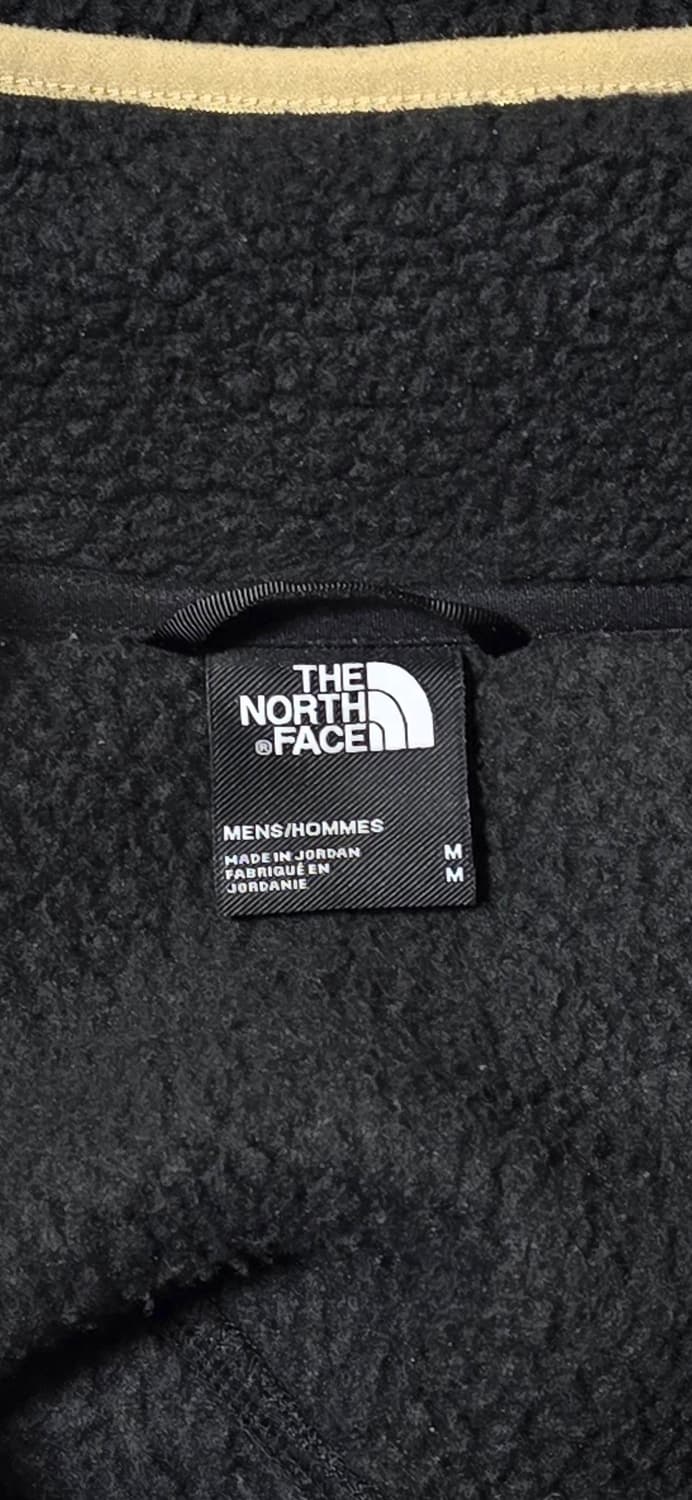 THE
NORTH
®FACE
MENS/HOMMES
MADE IN JORDAN M
FABRIQUÉ EN M
JORDANIE